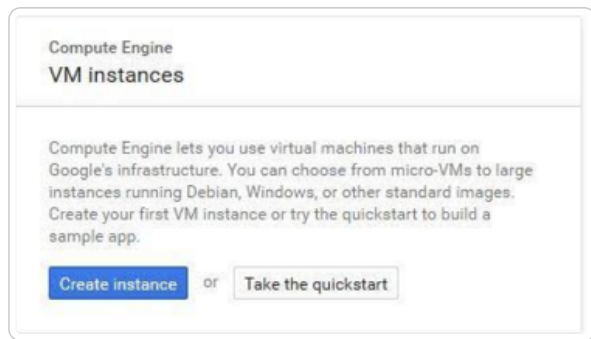 Compute Engine
VM instances
Compute Engine lets you use virtual machines that run on
Google's infrastructure. You can choose from micro-VMs to large
instances running Debian, Windows, or other standard images.
Create your first VM instance or try the quickstart to build a
sample app.
Create instance or Take the quickstart